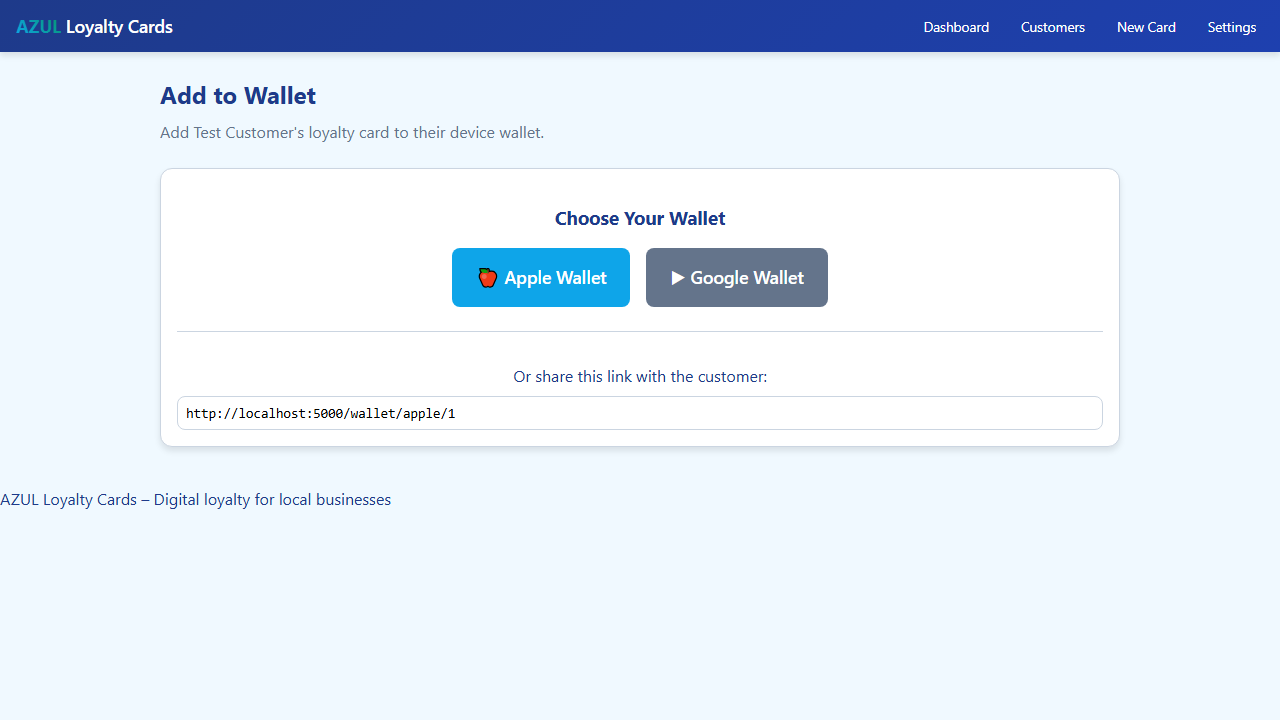 AZUL Loyalty Cards Dashboard Customers New Card Settings
Add to Wallet
Add Test Customer's loyalty card to their device wallet.
Choose Your Wallet
Apple Wallet Google Wallet
Or share this link with the customer:
http://localhost:5000/wallet/apple/1
AZUL Loyalty Cards – Digital loyalty for local businesses